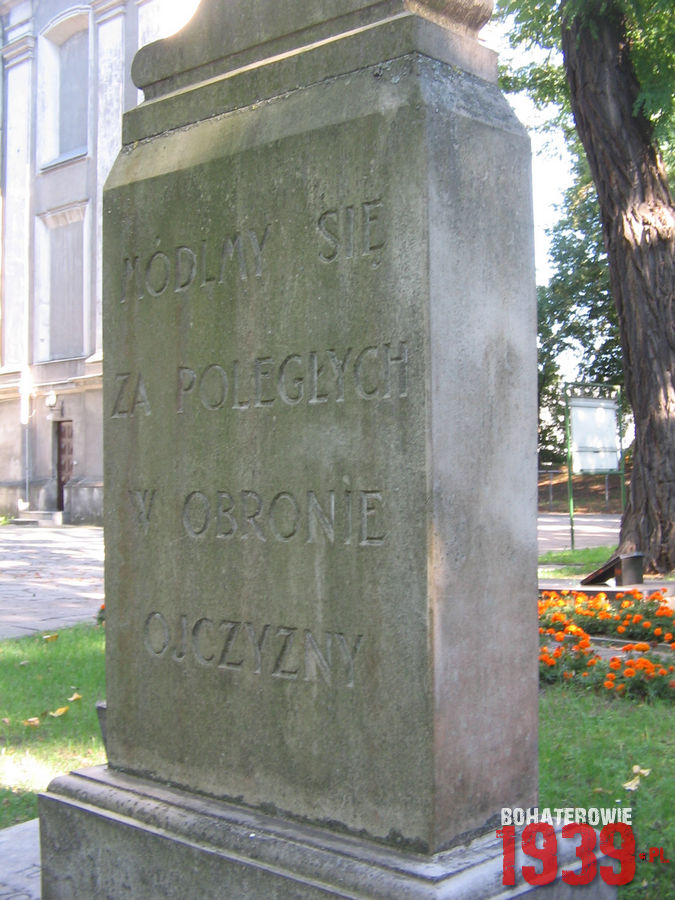 MÓDLMY SIĘ
ZA POLEGŁYCH
W OBRONIE
OJCZYZNY
BOHATEROWIE
1939.PL